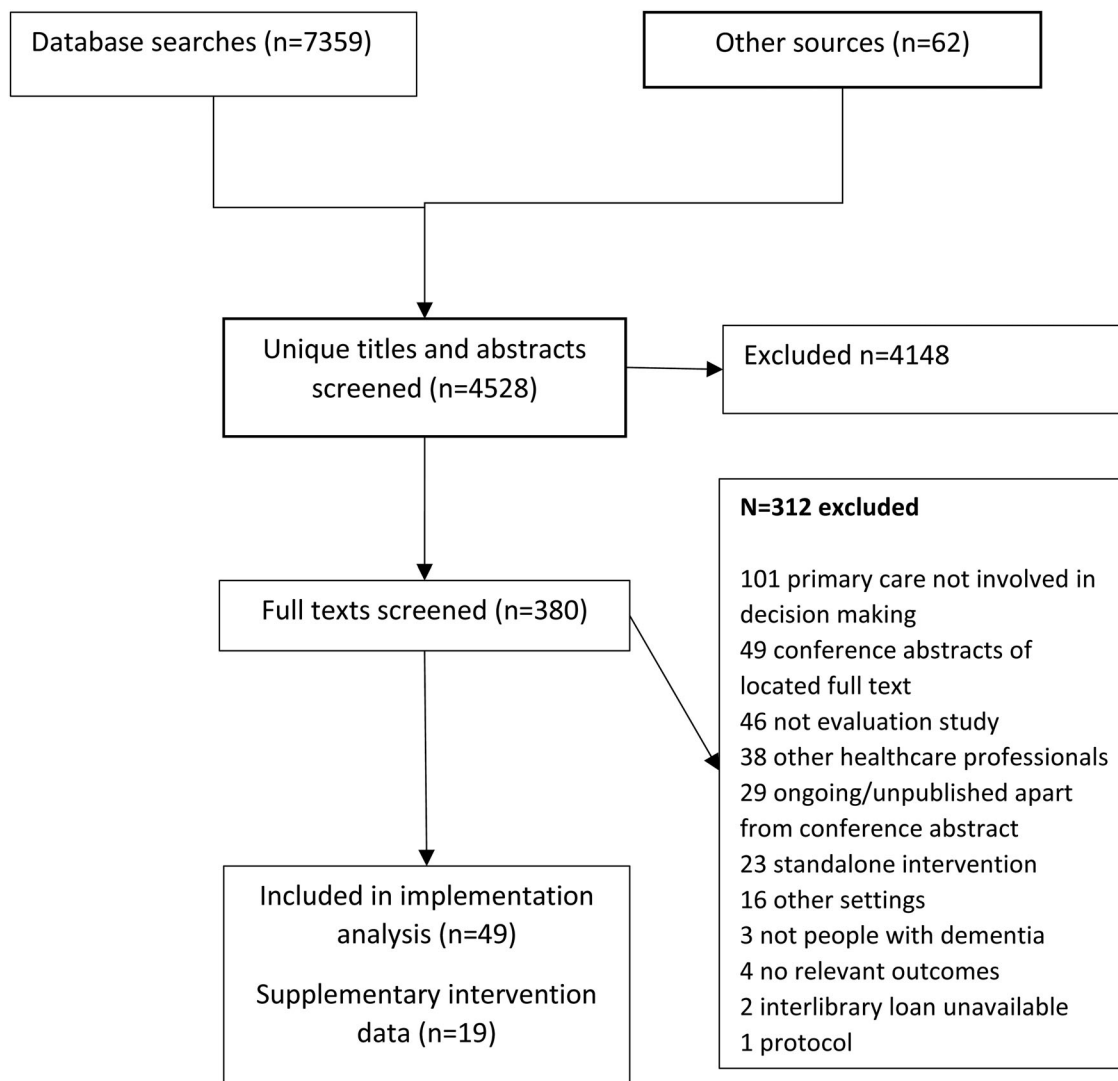 Database searches (n=7359)
Other sources (n=62)
Unique titles and abstracts
screened (n=4528)
Excluded n=4148
Full texts screened (n=380)
N=312 excluded
101 primary care not involved in
decision making
49 conference abstracts of
located full text
46 not evaluation study
38 other healthcare professionals
29 ongoing/unpublished apart
from conference abstract
23 standalone intervention
16 other settings
3 not people with dementia
4 no relevant outcomes
2 interlibrary loan unavailable
1 protocol
Included in implementation
analysis (n=49)
Supplementary intervention
data (n=19)